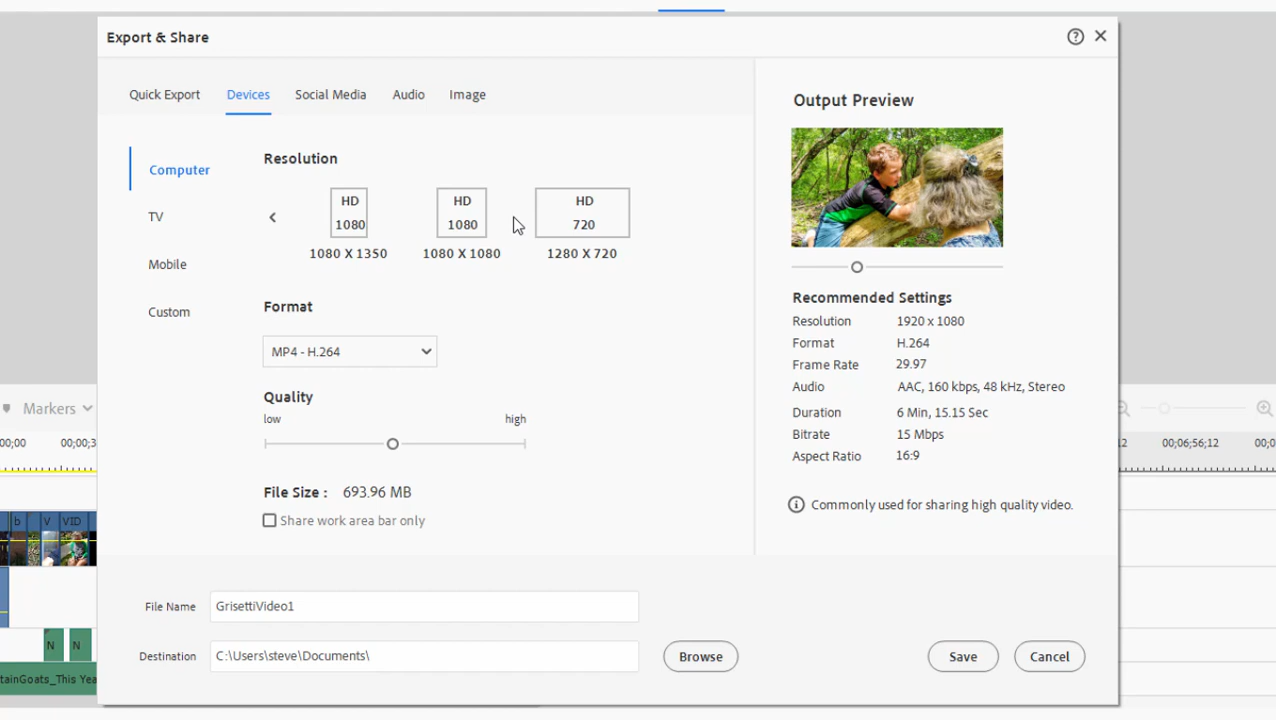 Export & Share
Quick Export Devices Social Media Audio Image
Computer
TV
Mobile
Custom
Resolution
HD 1080 HD 1080 HD 720
1080 X 1350 1080 X 1080 1280 X 720
Format
MP4 - H.264
Quality
low high
File Size : 693.96 MB
Share work area bar only
Output Preview
Recommended Settings
Resolution 1920 x 1080
Format H.264
Frame Rate 29.97
Audio AAC, 160 kbps, 48 kHz, Stereo
Duration 6 Min, 15.15 Sec
Bitrate 15 Mbps
Aspect Ratio 16:9
Commonly used for sharing high quality video.
File Name GrisettiVideo1
Destination C:\Users\steve\Documents\ Browse Save Cancel
Markers
00;00 00;00;3
12 00;06;56;12 00;0
b V VID
N N
tainGoats_This Yea